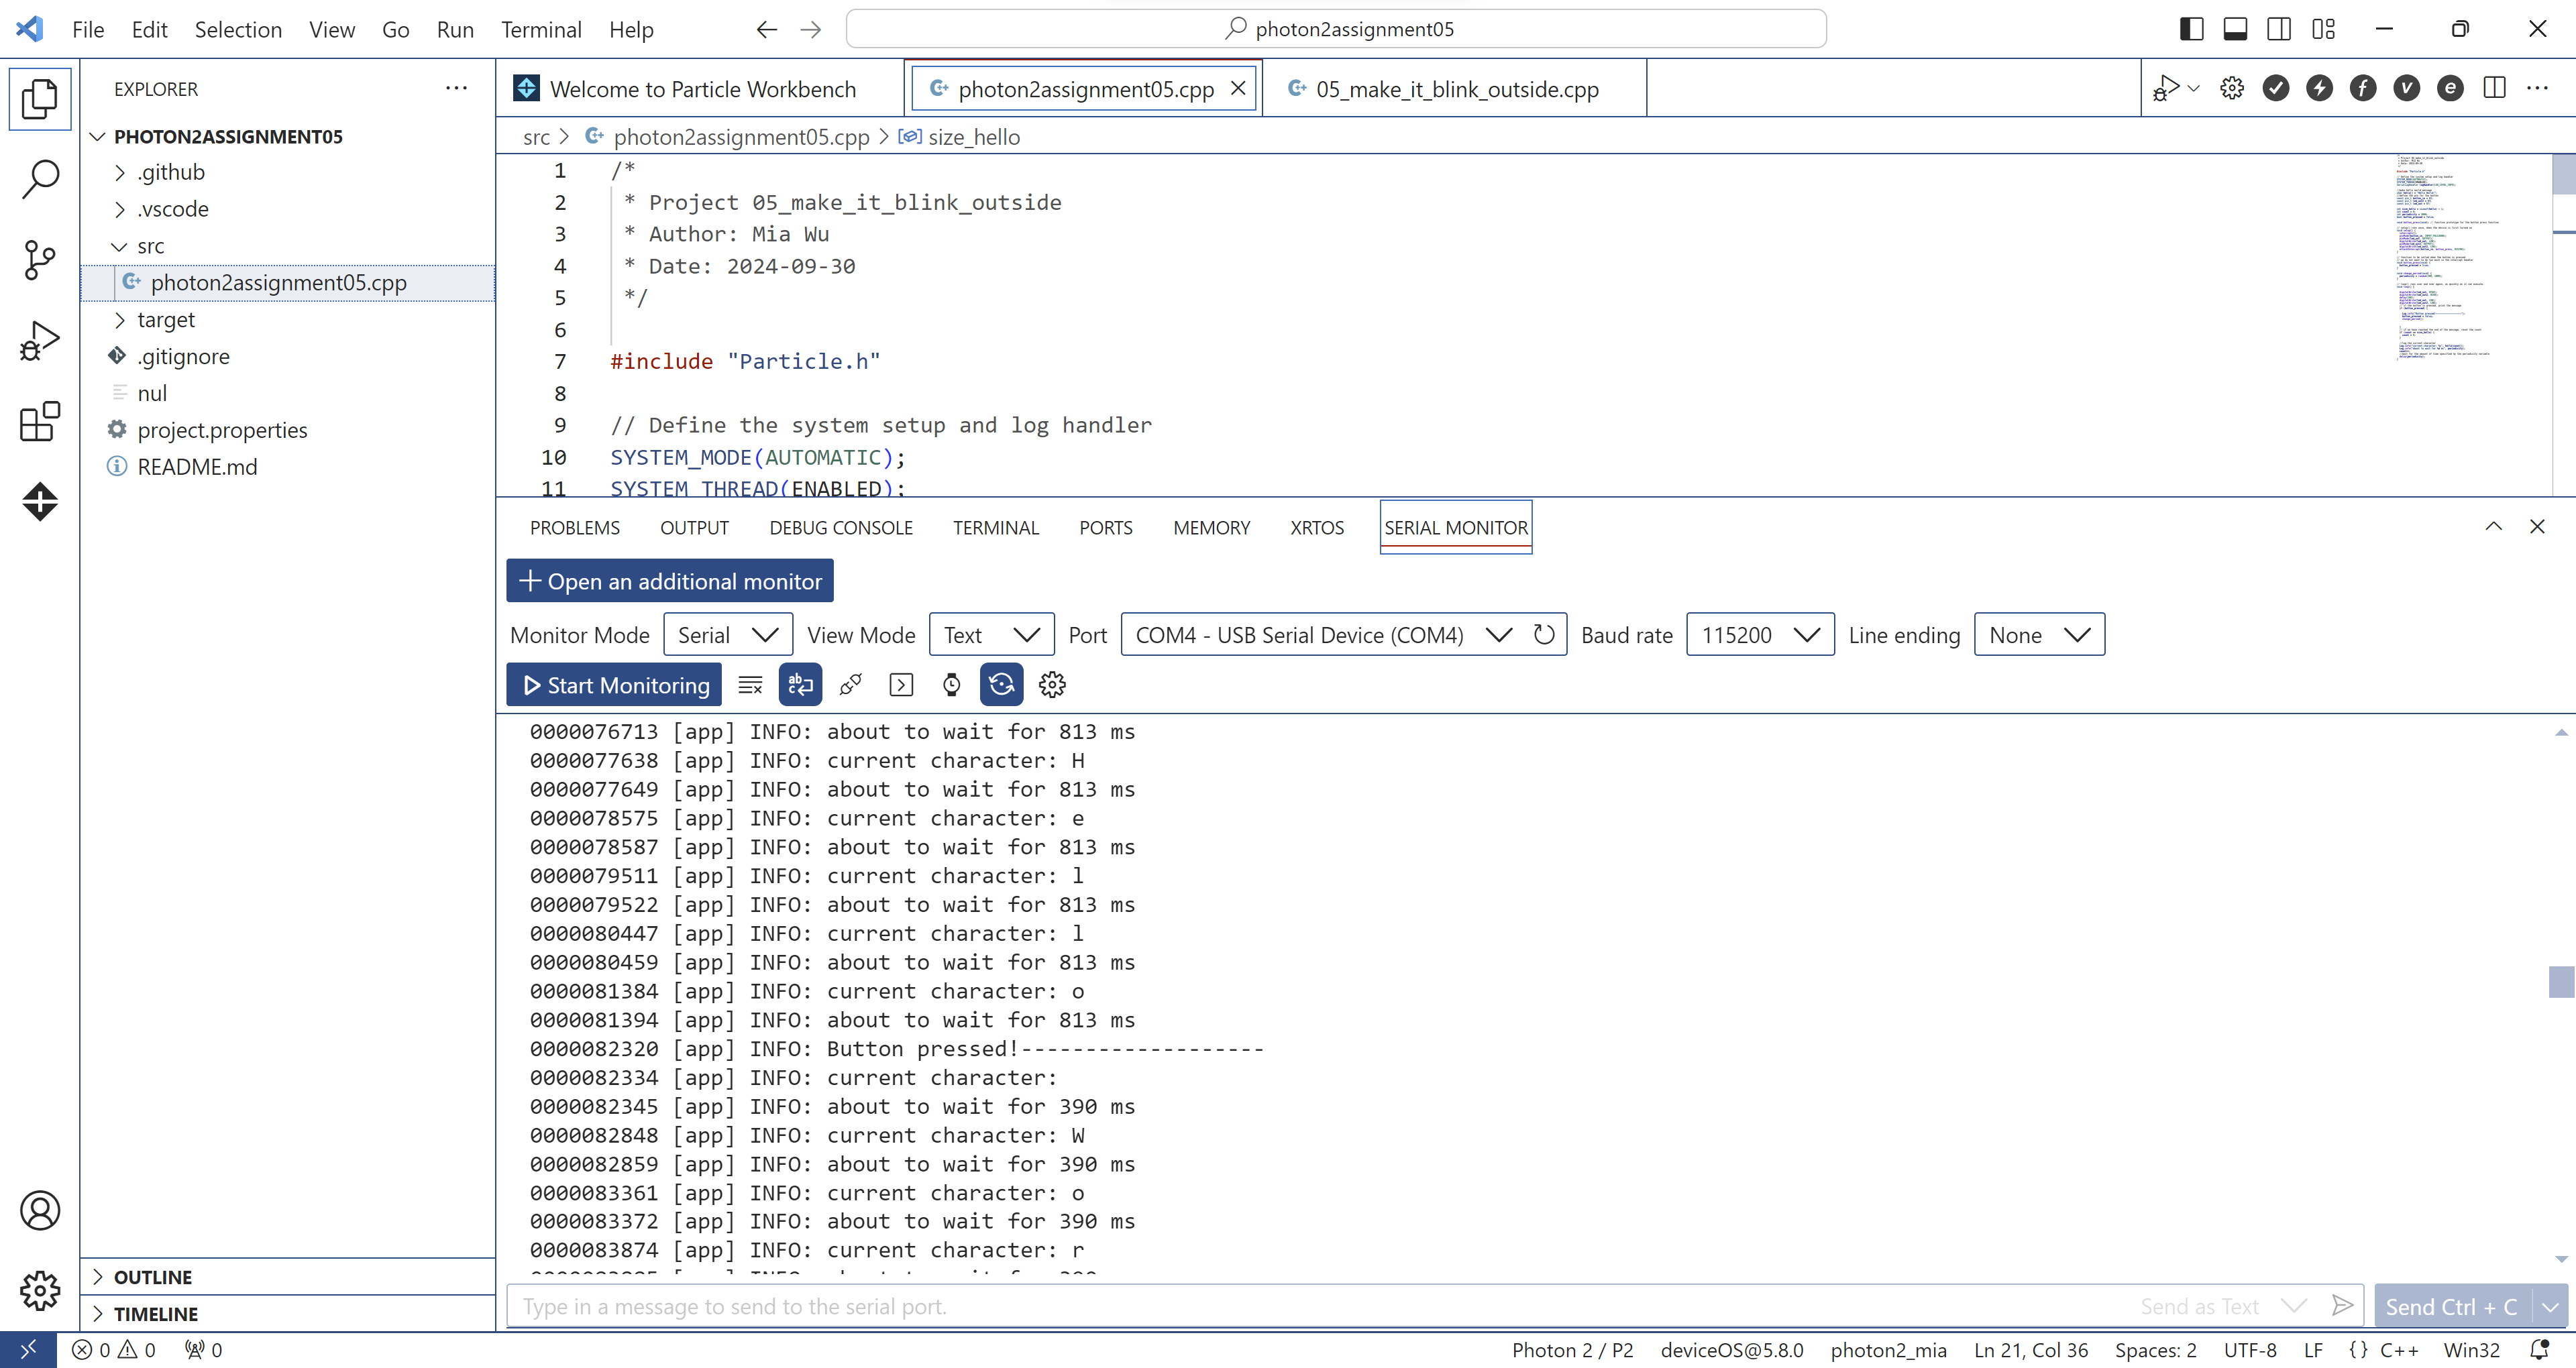 File Edit Selection View Go Run Terminal Help
photon2assignment05
EXPLORER
PHOTON2ASSIGNMENT05
.github
.vscode
src
photon2assignment05.cpp
target
.gitignore
nul
project.properties
README.md
OUTLINE
TIMELINE
Welcome to Particle Workbench photon2assignment05.cpp 05_make_it_blink_outside.cpp
src > photon2assignment05.cpp > size_hello
1 /*
2 * Project 05_make_it_blink_outside
3 * Author: Mia Wu
4 * Date: 2024-09-30
5 */
6
7 #include "Particle.h"
8
9 // Define the system setup and log handler
10 SYSTEM_MODE(AUTOMATIC);
11 SYSTEM_THREAD(ENABLED);
PROBLEMS OUTPUT DEBUG CONSOLE TERMINAL PORTS MEMORY XRTOS SERIAL MONITOR
Open an additional monitor
Monitor Mode Serial View Mode Text Port COM4 - USB Serial Device (COM4) Baud rate 115200 Line ending None
Start Monitoring
0000076713 [app] INFO: about to wait for 813 ms
0000077638 [app] INFO: current character: H
0000077649 [app] INFO: about to wait for 813 ms
0000078575 [app] INFO: current character: e
0000078587 [app] INFO: about to wait for 813 ms
0000079511 [app] INFO: current character: l
0000079522 [app] INFO: about to wait for 813 ms
0000080447 [app] INFO: current character: l
0000080459 [app] INFO: about to wait for 813 ms
0000081384 [app] INFO: current character: o
0000081394 [app] INFO: about to wait for 813 ms
0000082320 [app] INFO: Button pressed!-------------------
0000082334 [app] INFO: current character:
0000082345 [app] INFO: about to wait for 390 ms
0000082848 [app] INFO: current character: W
0000082859 [app] INFO: about to wait for 390 ms
0000083361 [app] INFO: current character: o
0000083372 [app] INFO: about to wait for 390 ms
0000083874 [app] INFO: current character: r
Type in a message to send to the serial port. Send as Text Send Ctrl + C
0 0 0 Photon 2 / P2 deviceOS@5.8.0 photon2_mia Ln 21, Col 36 Spaces: 2 UTF-8 LF {} C++ Win32